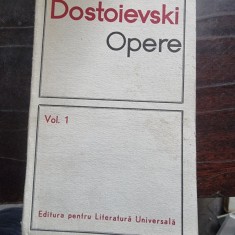 Dostoievski
Opere
Vol. 1
Editura pentru Literatură Universală